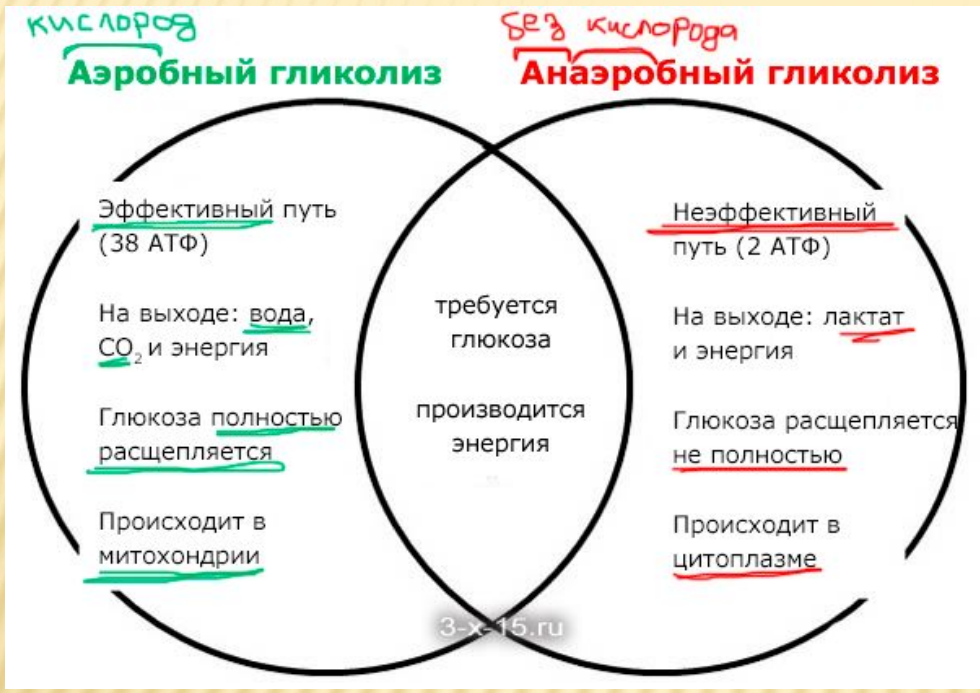 кислород
без кислорода
Аэробный гликолиз
Анаэробный гликолиз
Эффективный путь
(38 АТФ)
На выходе: вода,
CO2 и энергия
Глюкоза полностью
расщепляется
Происходит в
митохондрии
требуется
глюкоза
производится
энергия
Неэффективный
путь (2 АТФ)
На выходе: лактат
и энергия
Глюкоза расщепляется
не полностью
Происходит в
цитоплазме
3-x-15.ru